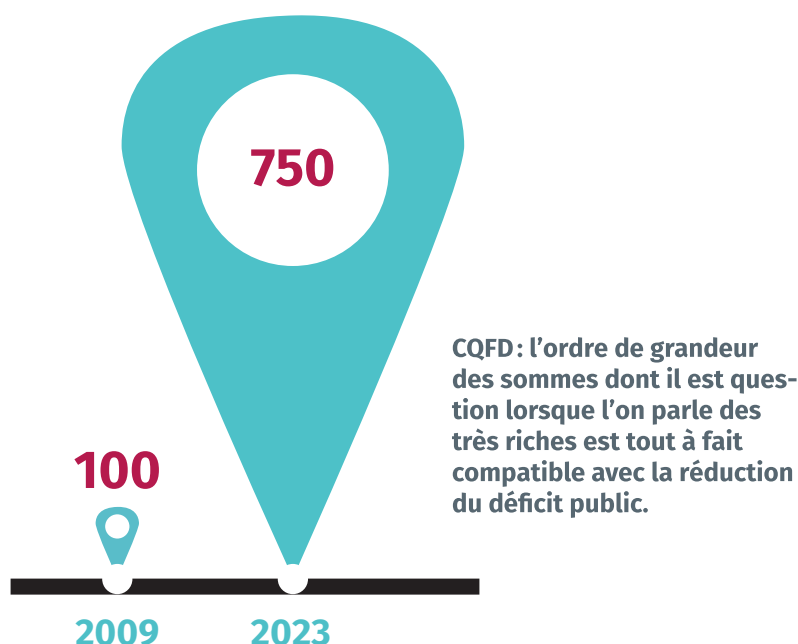 750
CQFD : l’ordre de grandeur
des sommes dont il est ques-
tion lorsque l’on parle des
très riches est tout à fait
compatible avec la réduction
du déficit public.
100
2009
2023